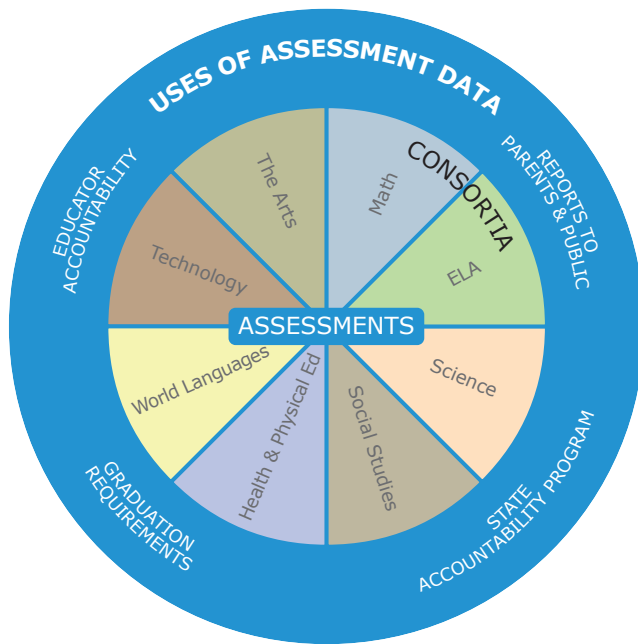 USES OF ASSESSMENT DATA
CONSORTIA
REPORTS TO
PARENTS & PUBLIC
EDUCATOR
ACCOUNTABILITY
The Arts
Math
Technology
ELA
ASSESSMENTS
World Languages
Science
Health & Physical Ed
Social Studies
GRADUATION
REQUIREMENTS
STATE
ACCOUNTABILITY PROGRAM